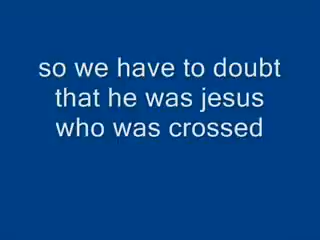 so we have to doubt
that he was jesus
who was crossed